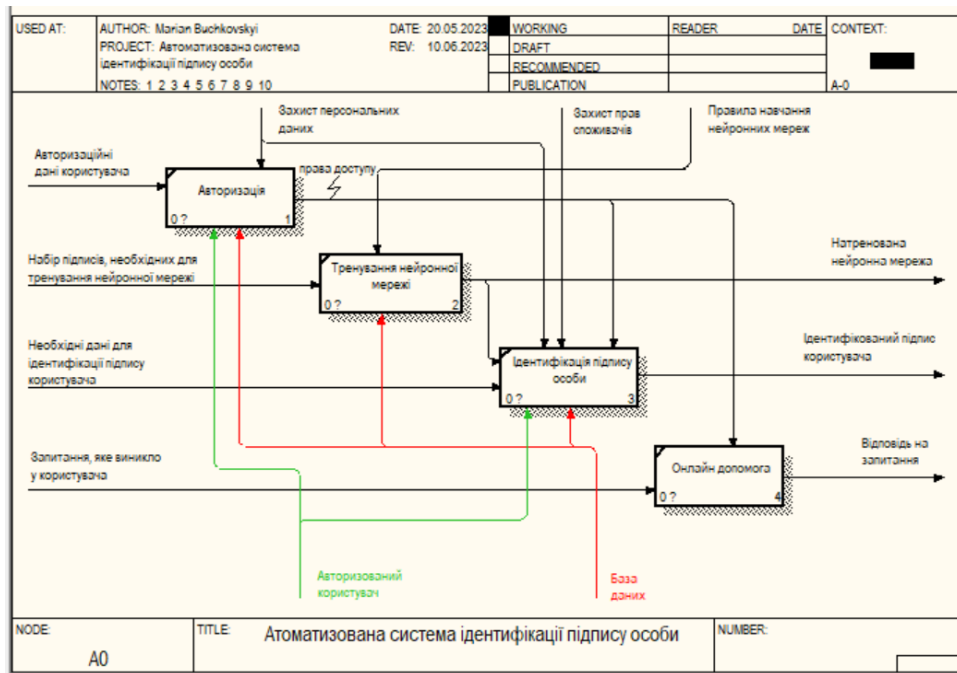 USED AT:
AUTHOR: Marian Buchkovskyi
DATE: 20.05.2023
PROJECT: Автоматизована система
REV: 10.06.2023
ідентифікації підпису особи
NOTES: 1 2 3 4 5 6 7 8 9 10
WORKING
DRAFT
RECOMMENDED
PUBLICATION
READER
DATE
CONTEXT:
A-0
Захист персональних
даних
Захист прав
споживачів
Правила навчання
нейронних мереж
Авторизаційні
дані користувача
права доступу
Авторизація
0 ?
1
Набір підписів, необхідних для
тренування нейронної мережі
Тренування нейронної
мережі
0 ?
2
Натренована
нейронна мережа
Необхідні дані для
ідентифікації підпису
користувача
Ідентифікація підпису
особи
0 ?
3
Ідентифікований підпис
користувача
Запитання, яке виникло
у користувача
Онлайн допомога
0 ?
4
Відповідь на
запитання
Авторизований
користувач
База
даних
NODE:
A0
TITLE:
Атоматизована система ідентифікації підпису особи
NUMBER: